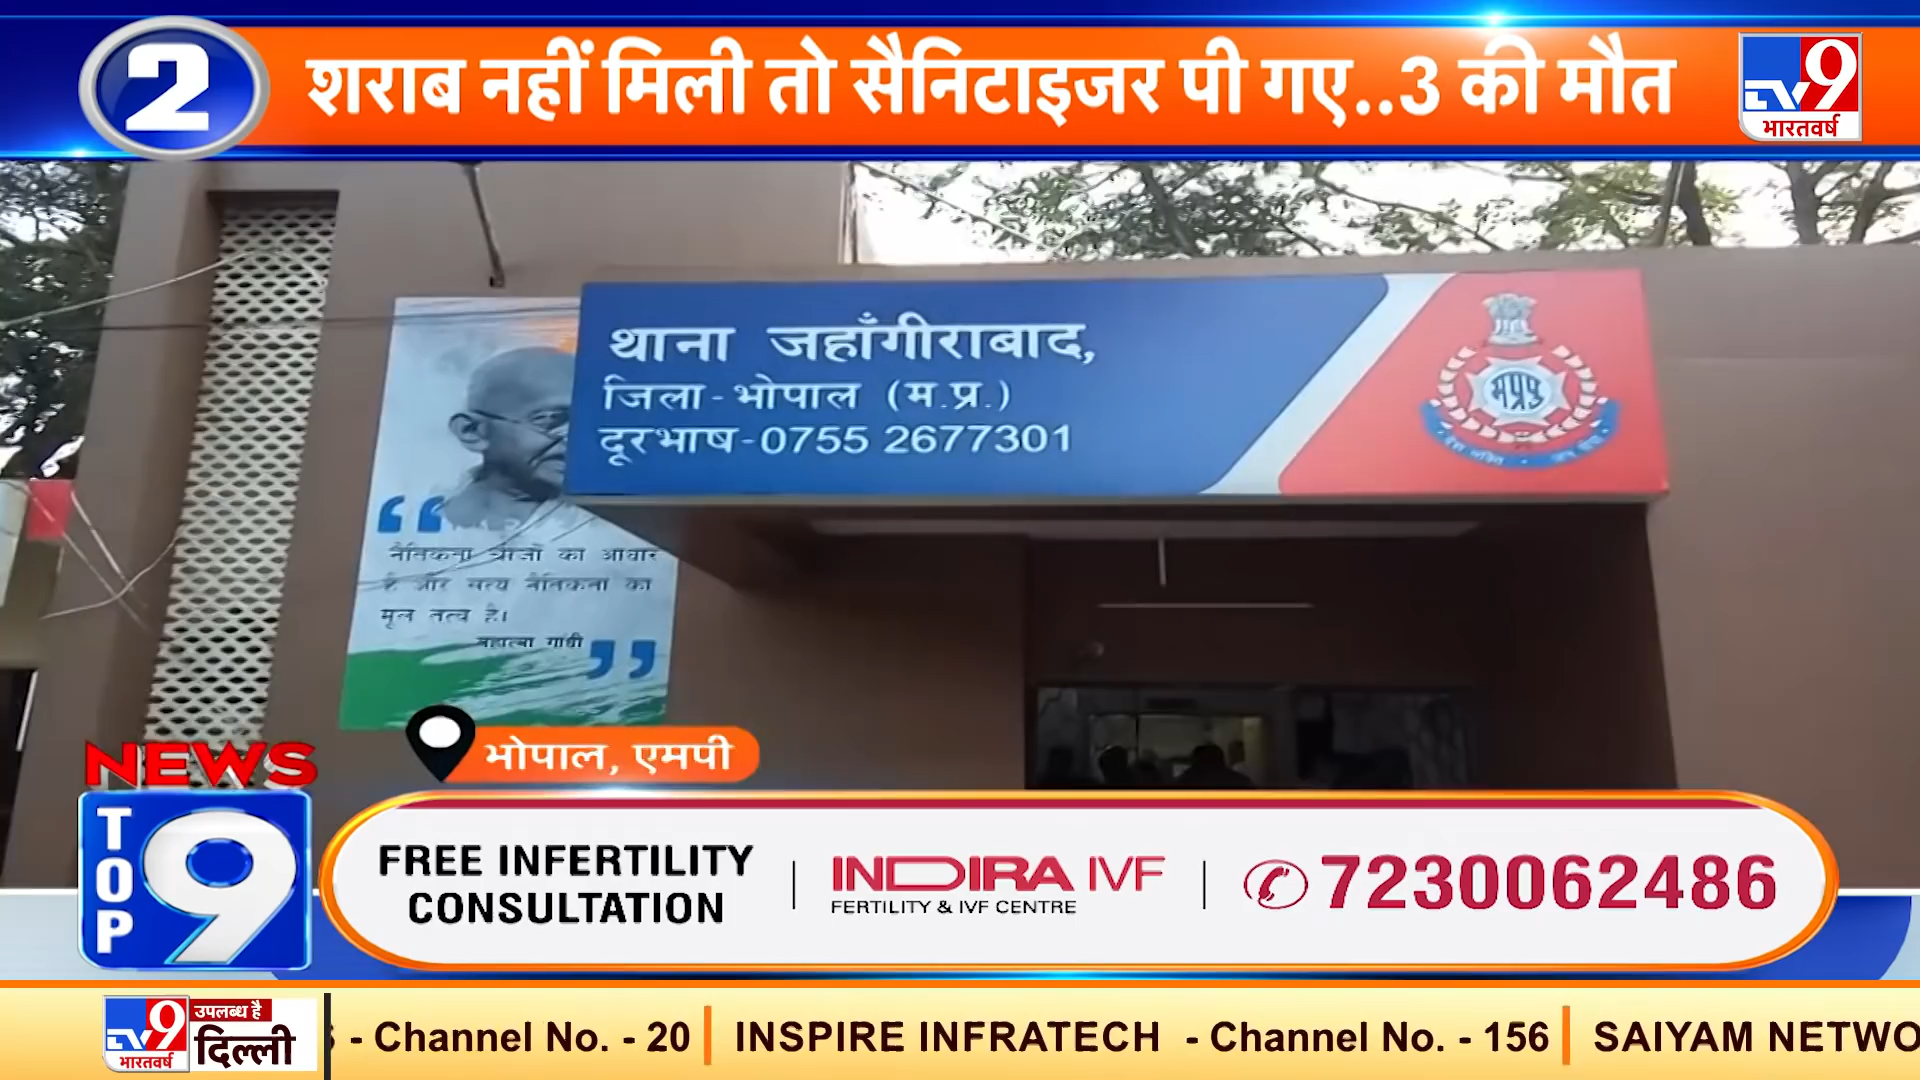 2
शराब नहीं मिली तो सैनिटाइजर पी गए..3 की मौत
TV9
भारतवर्ष
थाना जहाँगीराबाद,
जिला-भोपाल (म.प्र.)
दूरभाष-0755 2677301
मप्रपु
नैतिकता चीजों का आधार
है और सत्य नैतिकता का
मूल तत्व है।
महात्मा गांधी
भोपाल, एमपी
NEWS
TOP
9
FREE INFERTILITY
CONSULTATION
INDIRA IVF
FERTILITY & IVF CENTRE
7230062486
TV9
भारतवर्ष
उपलब्ध है
दिल्ली
- Channel No. - 20
INSPIRE INFRATECH - Channel No. - 156
SAIYAM NETWO